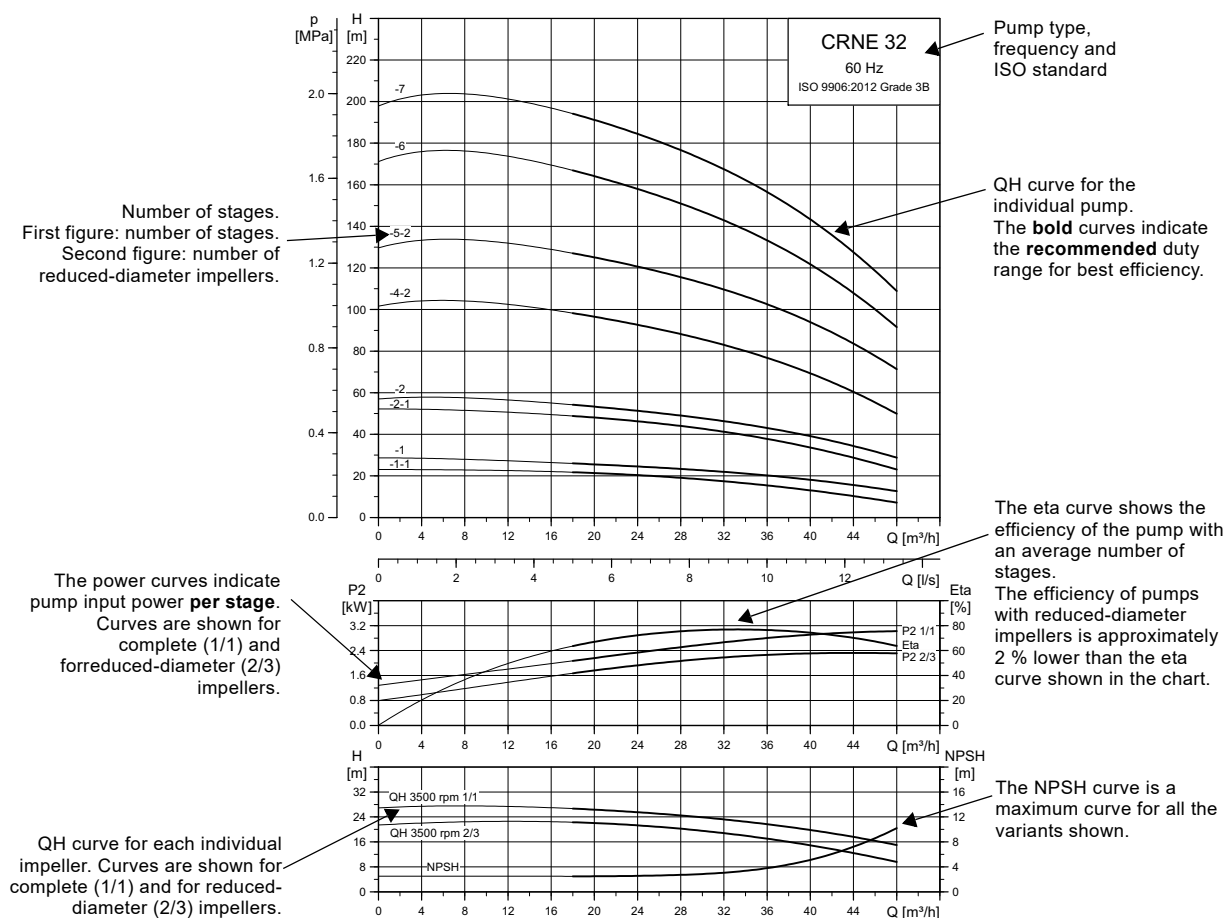 p
[MPa]
H
[m]
CRNE 32
60 Hz
ISO 9906:2012 Grade 3B
Pump type,
frequency and
ISO standard
220
2.0
200
-7
180
1.6
160
-6
140
-5-2
1.2
120
100
-4-2
0.8
80
60
-2
-2-1
0.4
40
-1
-1-1
20
0.0
0
0 4 8 12 16 20 24 28 32 36 40 44 Q [m³/h]
0 2 4 6 8 10 12 Q [l/s]
Number of stages.
First figure: number of stages.
Second figure: number of
reduced-diameter impellers.
QH curve for the
individual pump.
The bold curves indicate
the recommended duty
range for best efficiency.
The power curves indicate
pump input power per stage.
Curves are shown for
complete (1/1) and
forreduced-diameter (2/3)
impellers.
The eta curve shows the
efficiency of the pump with
an average number of
stages.
The efficiency of pumps
with reduced-diameter
impellers is approximately
2 % lower than the eta
curve shown in the chart.
P2
[kW]
Eta
[%]
3.2
80
P2 1/1
Eta
2.4
60
P2 2/3
1.6
40
0.8
20
0.0
0
0 4 8 12 16 20 24 28 32 36 40 44 Q [m³/h]
H
[m]
NPSH
[m]
32
16
QH 3500 rpm 1/1
24
12
QH 3500 rpm 2/3
16
8
NPSH
8
4
0
0
0 4 8 12 16 20 24 28 32 36 40 44 Q [m³/h]
QH curve for each individual
impeller. Curves are shown for
complete (1/1) and for reduced-
diameter (2/3) impellers.
The NPSH curve is a
maximum curve for all the
variants shown.